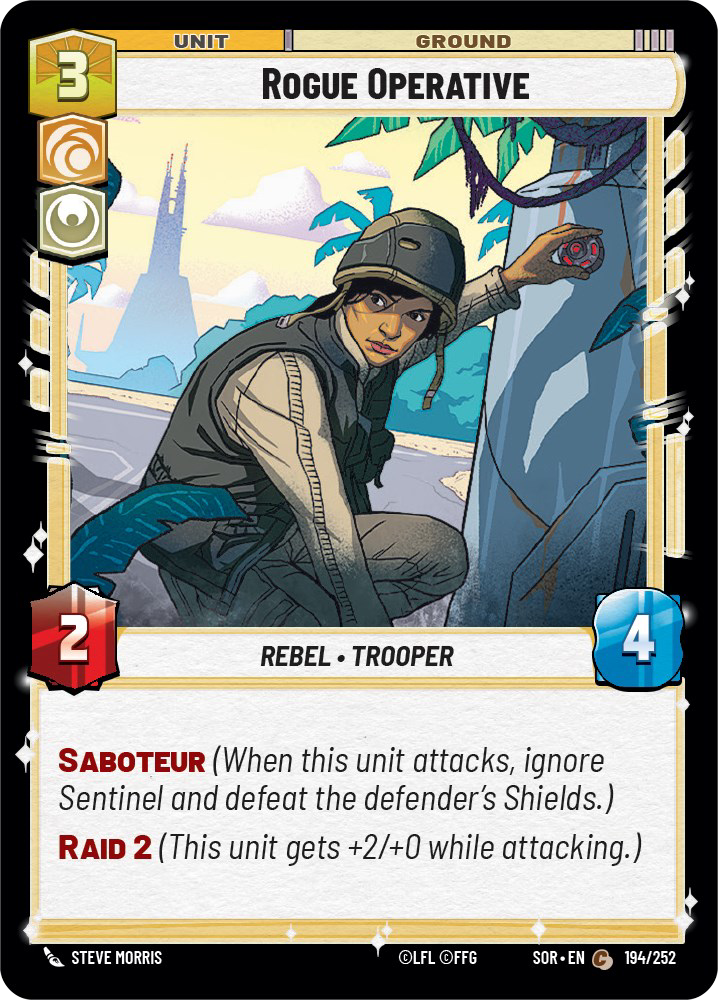 UNIT
GROUND
3
ROGUE OPERATIVE
2
REBEL • TROOPER
4
SABOTEUR (When this unit attacks, ignore
Sentinel and defeat the defender's Shields.)
RAID 2 (This unit gets +2/+0 while attacking.)
STEVE MORRIS
©LFL ©FFG
SOR • EN C 194/252